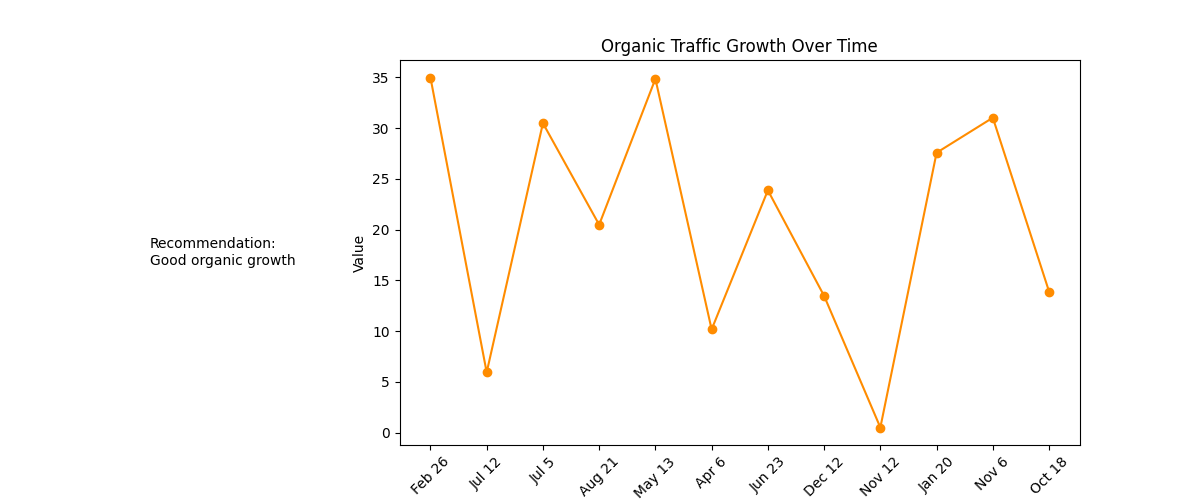 Organic Traffic Growth Over Time
Recommendation:
Good organic growth
Value
35
30
25
20
15
10
5
0
Feb 26
Jul 12
Jul 5
Aug 21
May 13
Apr 6
Jun 23
Dec 12
Nov 12
Jan 20
Nov 6
Oct 18